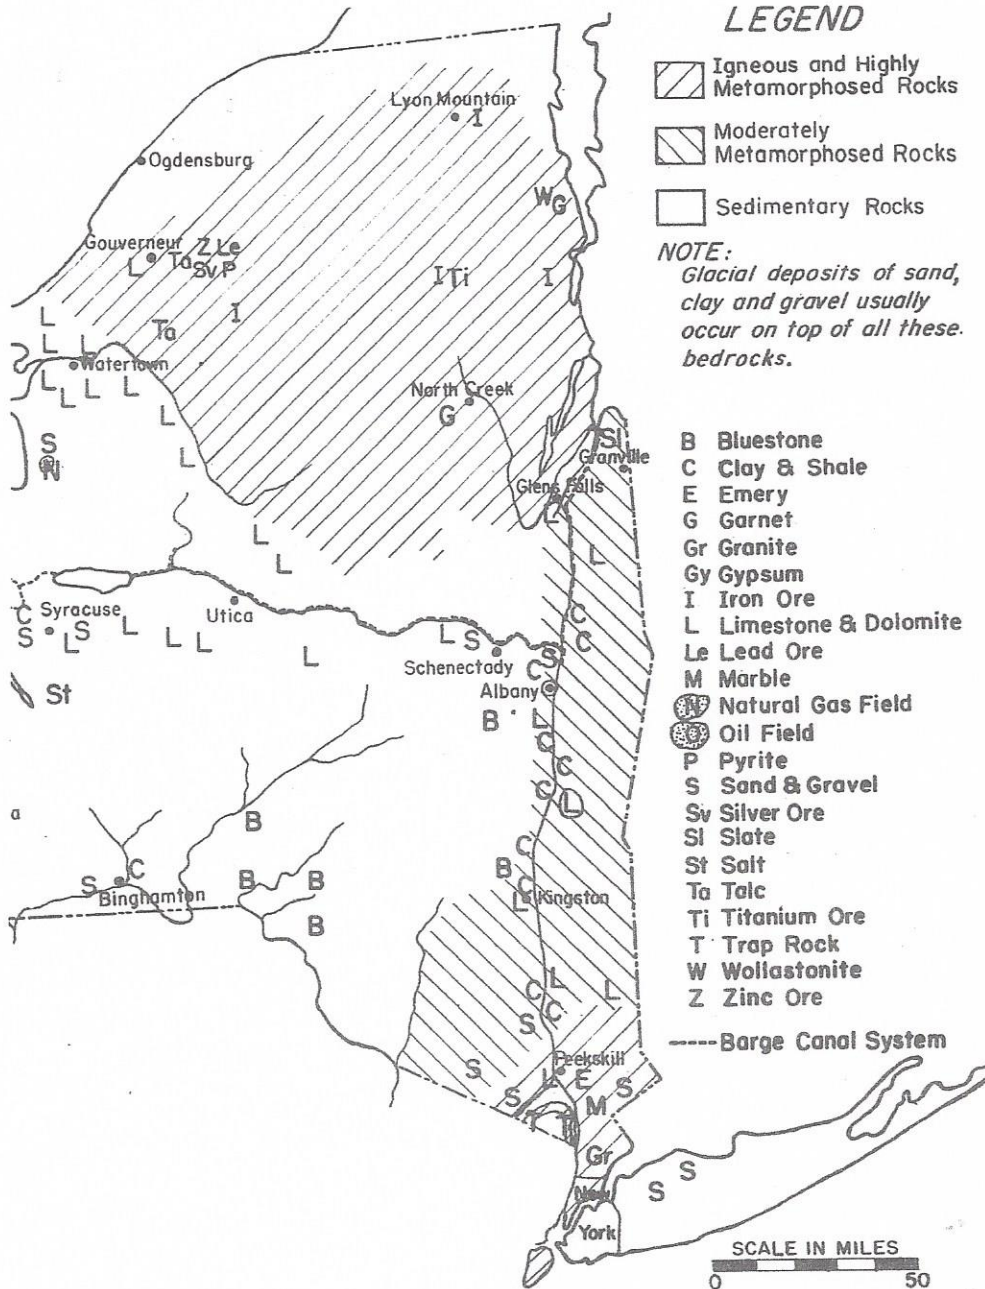 LEGEND
Igneous and Highly
Metamorphosed Rocks
Moderately
Metamorphosed Rocks
Sedimentary Rocks
NOTE:
Glacial deposits of sand,
clay and gravel usually
occur on top of all these
bedrocks.
B Bluestone
C Clay & Shale
E Emery
G Garnet
Gr Granite
Gy Gypsum
I Iron Ore
L Limestone & Dolomite
Le Lead Ore
M Marble
N Natural Gas Field
O Oil Field
P Pyrite
S Sand & Gravel
Sv Silver Ore
Sl Slate
St Salt
Ta Talc
Ti Titanium Ore
T Trap Rock
W Wollastonite
Z Zinc Ore
Barge Canal System
SCALE IN MILES
0 50
Lyon Mountain
I
Ogdensburg
W G
Gouverneur
Z Le
L Ta Sv P
I Ti I
I
Ta
L
L L
Watertown
L L L L
L
North Creek
G
S
N
L
Sl
Granville
Glens Falls
L
L
L
L
C Syracuse
S L S L L L
Utica
L
L S
Schenectady
C
C
S
C
Albany
St
B
L
C
C
C L
a
B
C
B
C
S C
Binghamton
B B
B
L Kingston
L
C C
S
L
Peekskill
S
S
L E
S
M
T T
Gr
S S
New
York